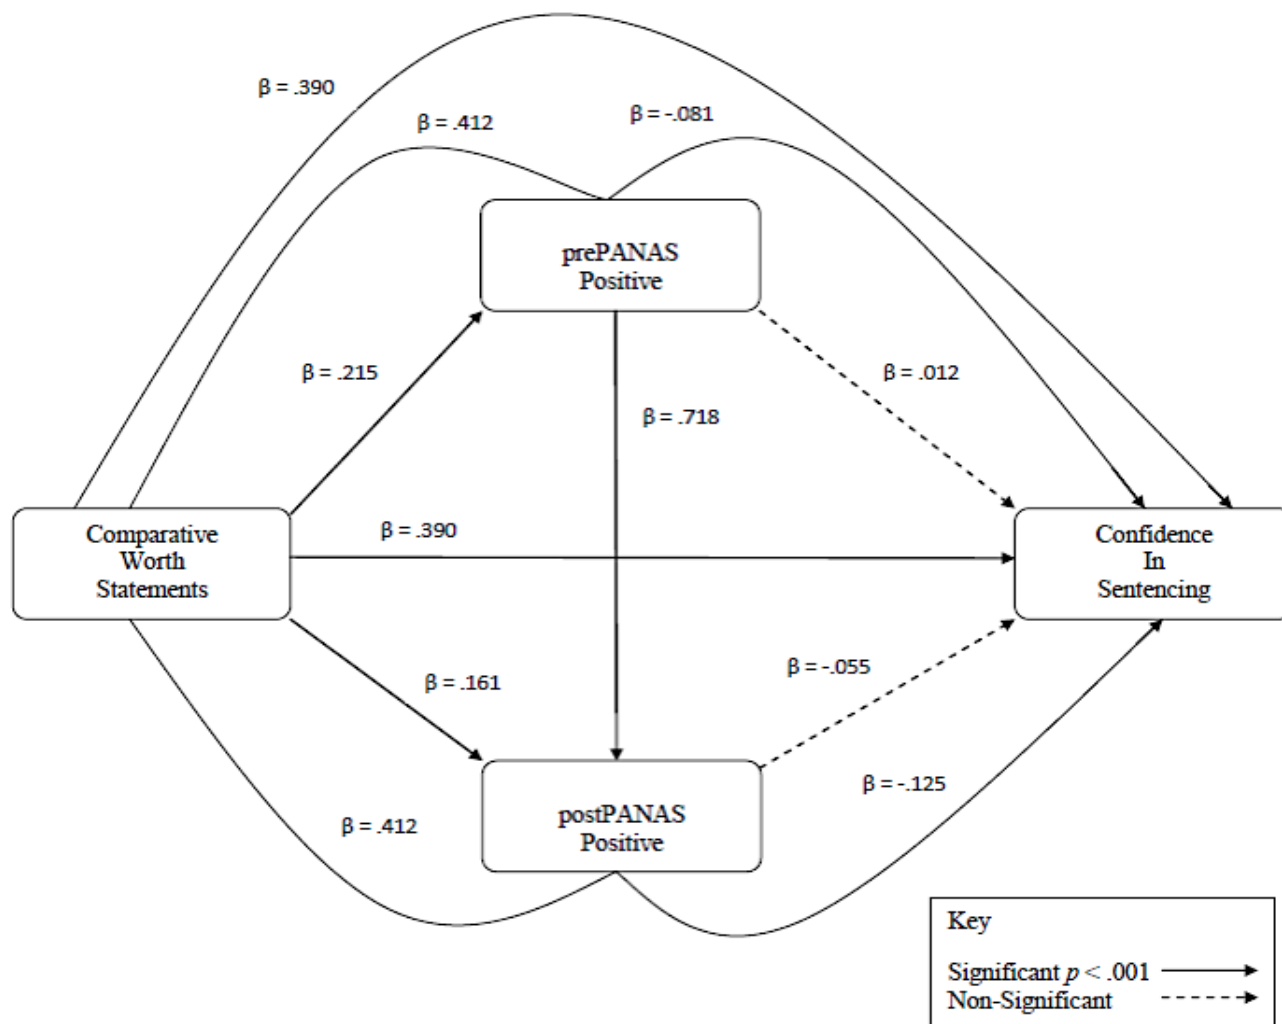 β = .390
β = .412
β = -.081
prePANAS
Positive
β = .215
β = .012
β = .718
Comparative
Worth
Statements
β = .390
Confidence
In
Sentencing
β = .161
β = -.055
postPANAS
Positive
β = .412
β = -.125
Key
Significant p < .001
Non-Significant